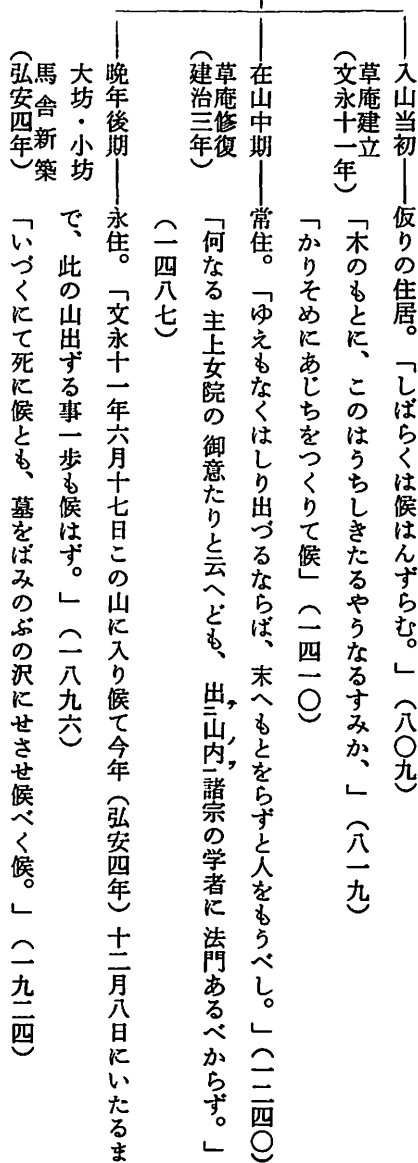 入山当初――仮りの住居。「しばらくは候はんずらむ。」(八〇九)
草庵建立
(文永十一年)
「木のもとに、このはうちしきたるやうなるすみか、」(八一九)
「かりそめにあじちをつくりて候」(一四一〇)
在山中期――常住。「ゆえもなくはしり出づるならば、末へもとをらずと人をもうべし。」(一二四〇)
草庵修復
(建治三年)
「何なる主上女院の御意たりと云へども、出テ二山内ノヲ一諸宗の学者に法門あるべからず。」
(一四八七)
晩年後期――永住。「文永十一年六月十七日この山に入り候て今年(弘安四年)十二月八日にいたるま
大坊・小坊
で、此の山出ずる事一歩も候はず。」(一八九六)
馬舎新築
(弘安四年)
「いづくにて死に候とも、墓をばみのぶの沢にせさせ候べく候。」(一九二四)